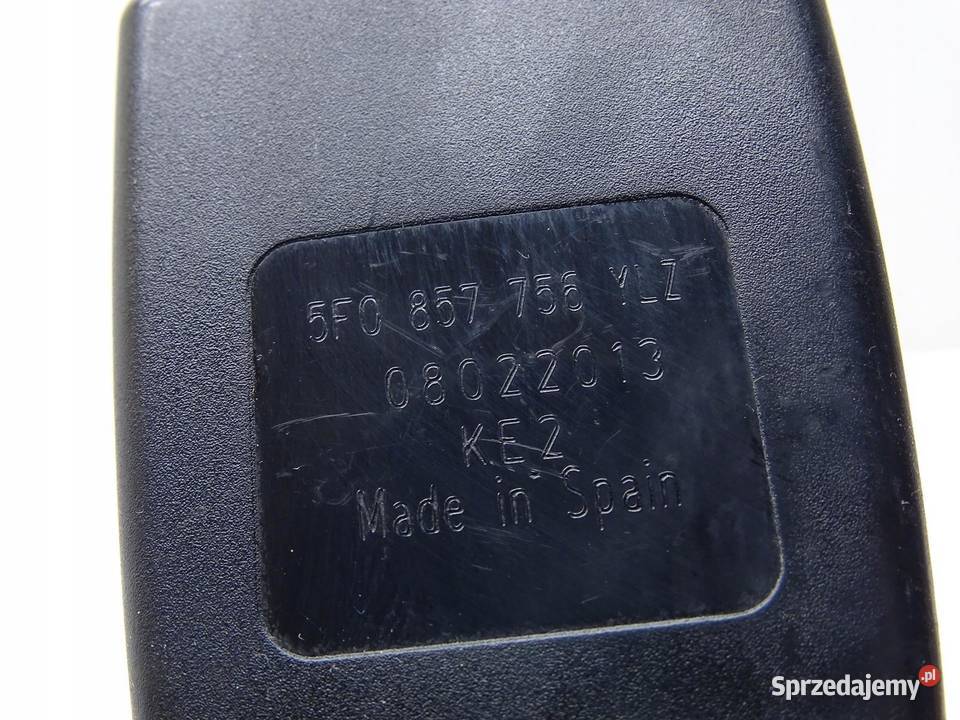 5F0 857 756 YLZ
08022013
KE2
Made in Spain
Sprzedajemy.pl